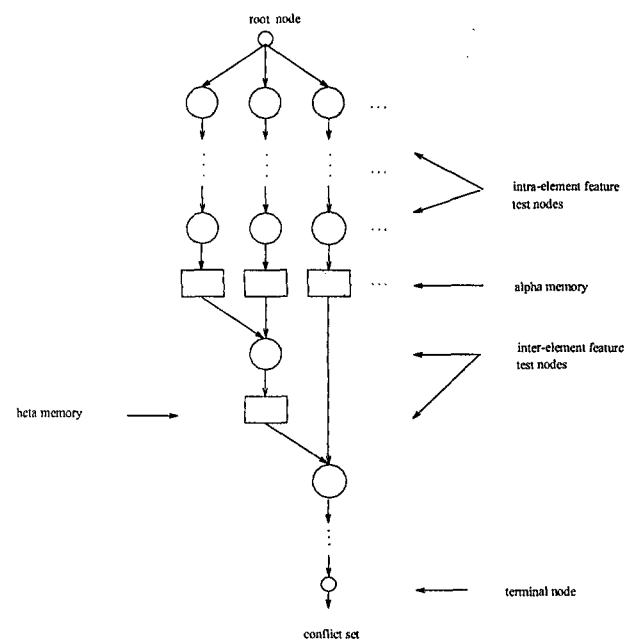 root node
...
...
intra-element feature
test nodes
...
...
alpha memory
inter-element feature
test nodes
beta memory
terminal node
conflict set